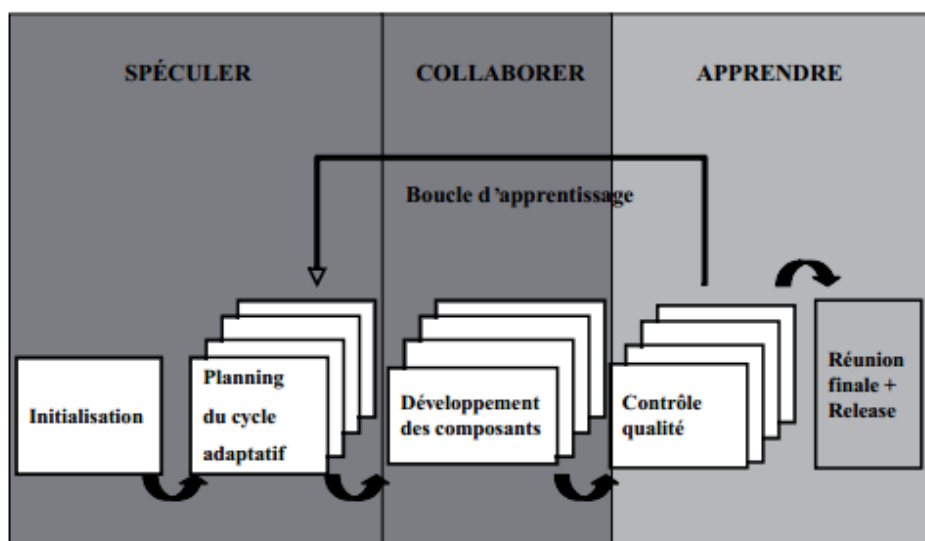 SPÉCULER
COLLABORER
APPRENDRE
Boucle d ’apprentissage
Initialisation
Planning
du cycle
adaptatif
Développement
des composants
Contrôle
qualité
Réunion
finale +
Release